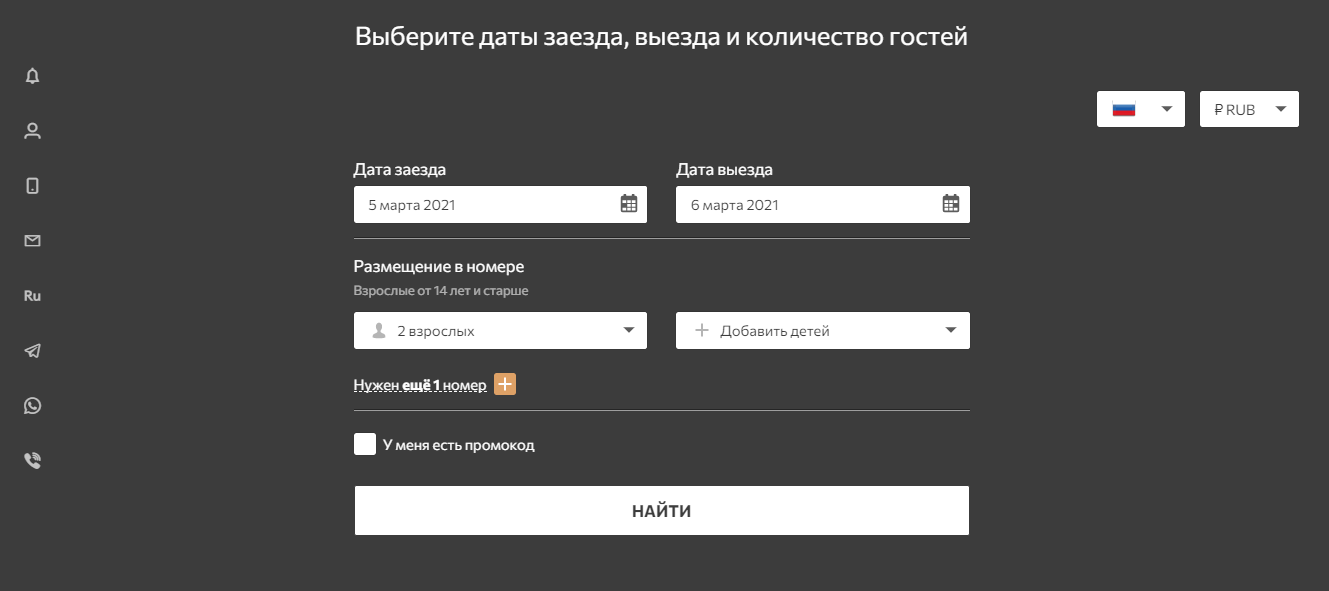 Выберите даты заезда, выезда и количество гостей
₽ RUB
Дата заезда
Дата выезда
5 марта 2021
6 марта 2021
Размещение в номере
Взрослые от 14 лет и старше
Ru
2 взрослых
Добавить детей
Нужен ещё 1 номер
У меня есть промокод
НАЙТИ